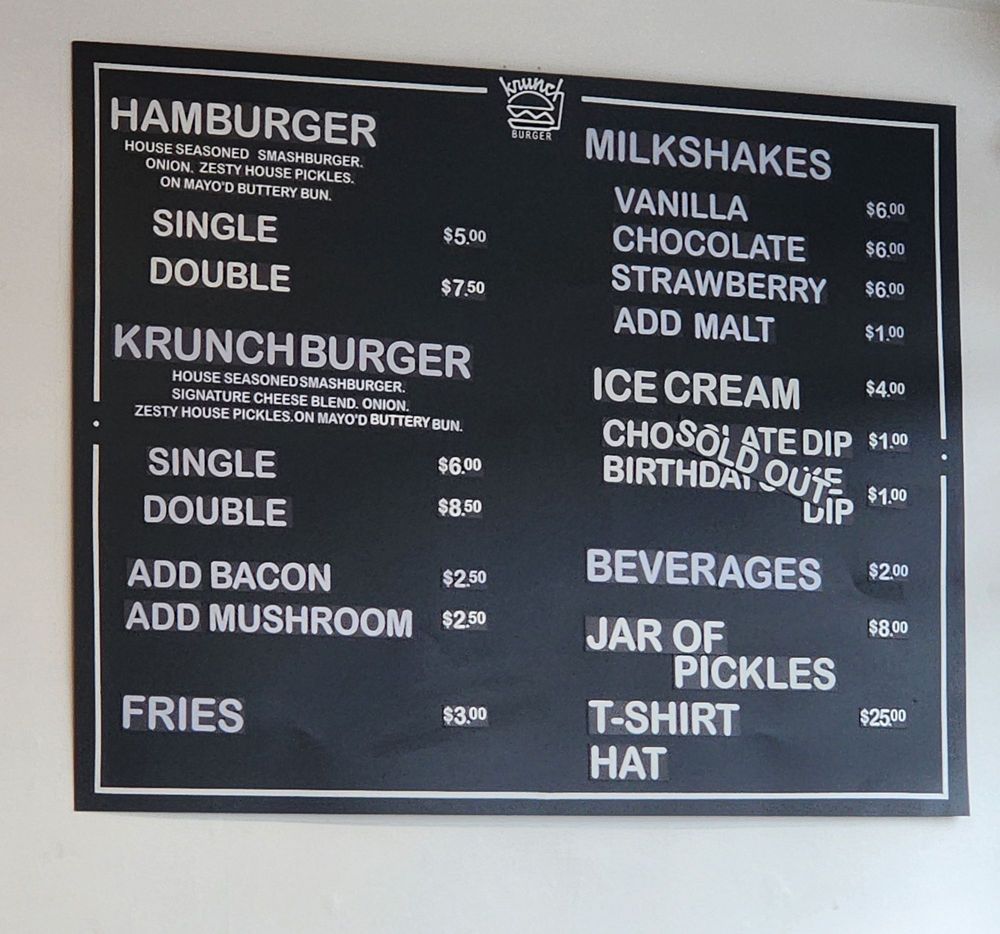 krunch
BURGER
HAMBURGER
HOUSE SEASONED SMASHBURGER.
ONION. ZESTY HOUSE PICKLES.
ON MAYO'D BUTTERY BUN.
SINGLE $5.00
DOUBLE $7.50
KRUNCHBURGER
HOUSE SEASONED SMASHBURGER.
SIGNATURE CHEESE BLEND. ONION.
ZESTY HOUSE PICKLES. ON MAYO'D BUTTERY BUN.
SINGLE $6.00
DOUBLE $8.50
ADD BACON $2.50
ADD MUSHROOM $2.50
FRIES $3.00
MILKSHAKES
VANILLA $6.00
CHOCOLATE $6.00
STRAWBERRY $6.00
ADD MALT $1.00
ICE CREAM $4.00
DIP $1.00
SOLD OUT
DIP $1.00
BEVERAGES $2.00
JAR OF $8.00
PICKLES
T-SHIRT $25.00
HAT